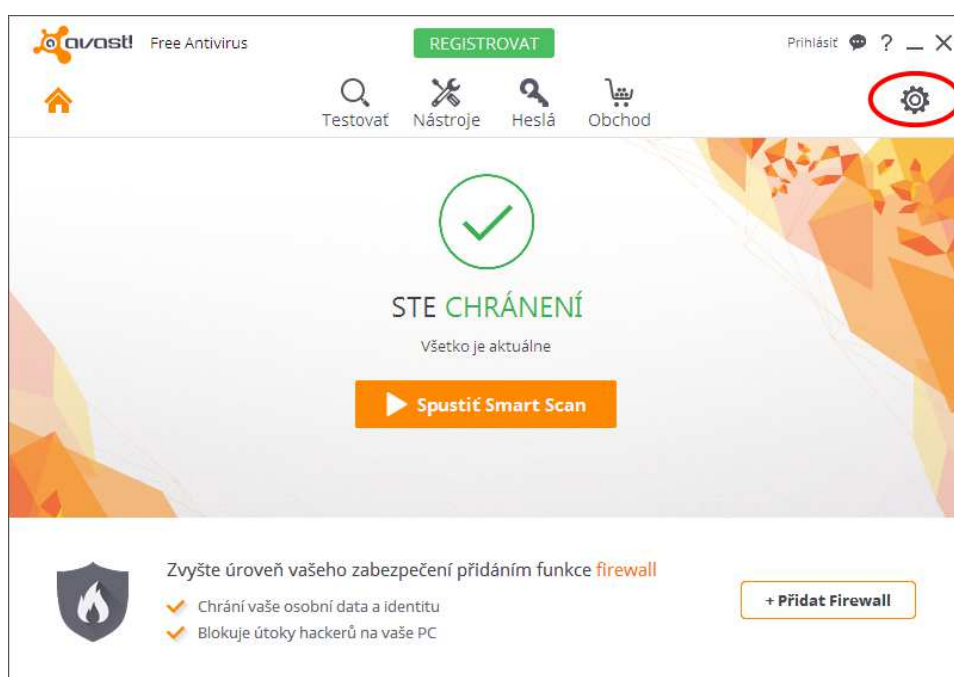 avast! Free Antivirus REGISTROVAT Prihlásiť ?
Testovať Nástroje Heslá Obchod
STE CHRÁNENÍ
Všetko je aktuálne
Spustiť Smart Scan
Zvyšte úroveň vašeho zabezpečení přidáním funkce firewall
Chrání vaše osobní data a identitu
Blokuje útoky hackerů na vaše PC
+ Přidat Firewall